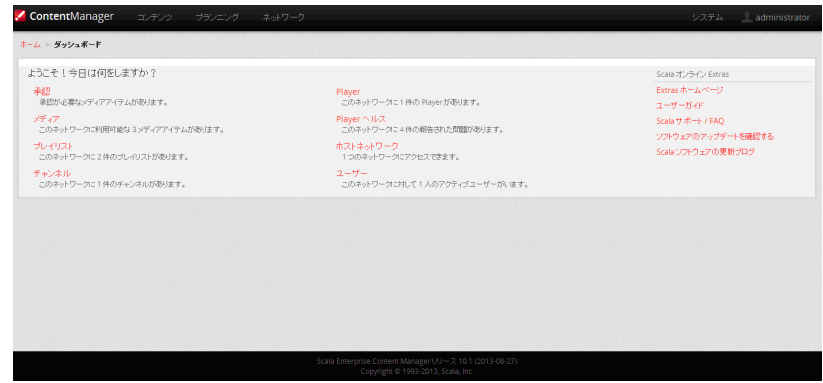 ContentManager コンテンツ プランニング ネットワーク システム administrator
ホーム > ダッシュボード
ようこそ！今日は何をしますか？
承認
承認が必要なメディアアイテムがあります。
メディア
このネットワークに利用可能な 3 メディアアイテムがあります。
プレイリスト
このネットワークに 2 件のプレイリストがあります。
チャンネル
このネットワークに 1 件のチャンネルがあります。
Player
このネットワークに 1 件の Player があります。
Player ヘルス
このネットワークに 4 件の報告された問題があります。
ホストネットワーク
1 つのネットワークにアクセスできます。
ユーザー
このネットワークに対して 1 人のアクティブユーザーがいます。
Scala オンライン Extras
Extras ホームページ
ユーザーガイド
Scala サポート / FAQ
ソフトウェアのアップデートを確認する
Scala ソフトウェアの更新ブログ
Scala Enterprise Content Manager リリース 10.1 (2013-08-27)
Copyright © 1993-2013, Scala, Inc.